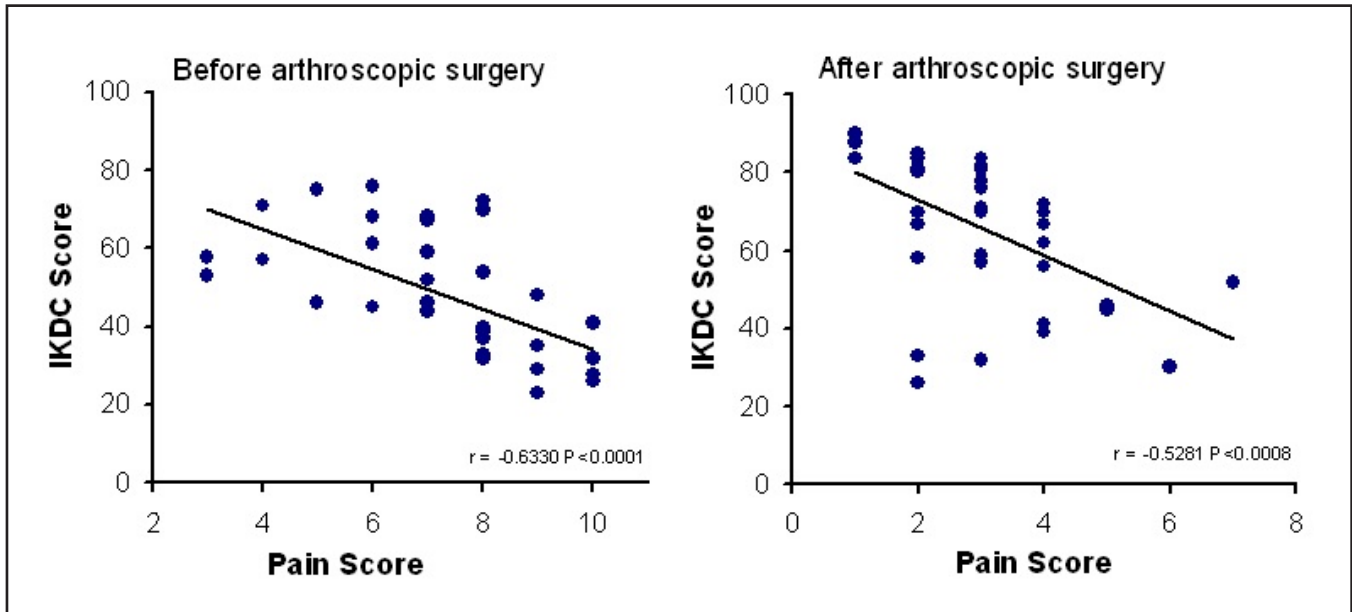 Before arthroscopic surgery
100
80
60
40
20
0
IKDC Score
r = -0.6330 P<0.0001
2 4 6 8 10
Pain Score
After arthroscopic surgery
100
80
60
40
20
0
IKDC Score
r = -0.5281 P<0.0008
0 2 4 6 8
Pain Score